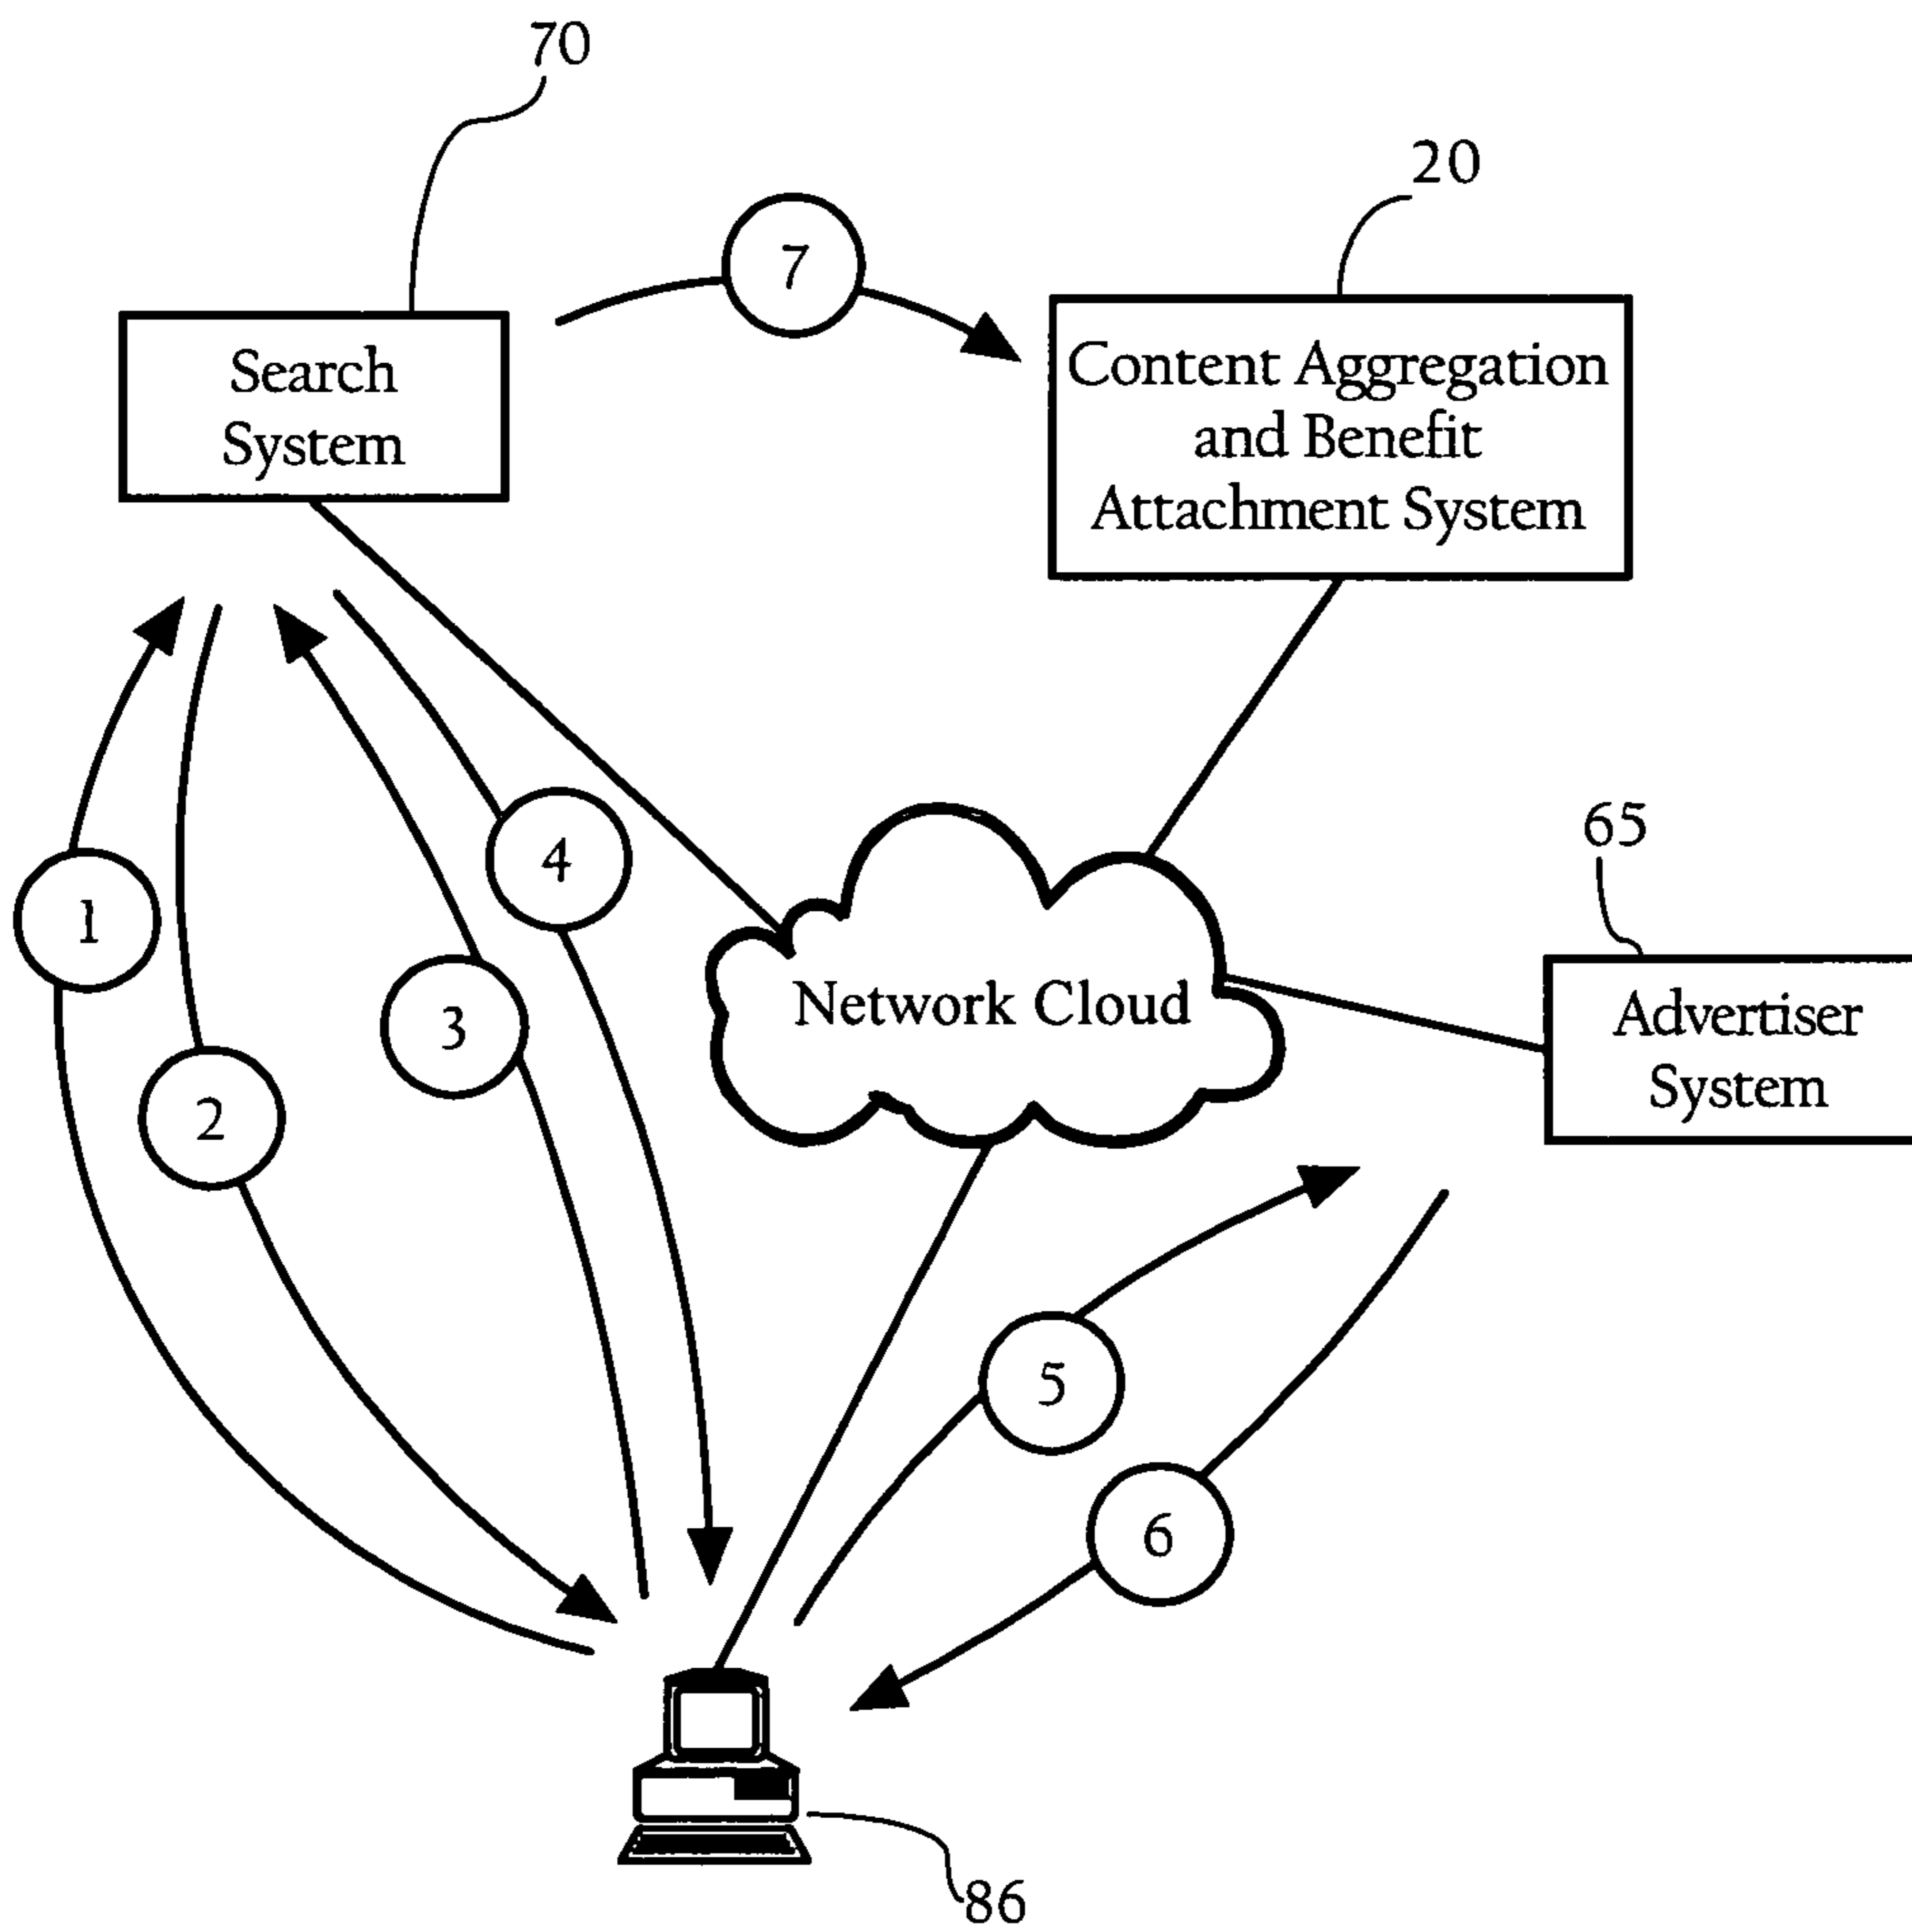 70
20
7
Search
System
Content Aggregation
and Benefit
Attachment System
65
4
1
3
Network Cloud
Advertiser
System
2
5
6
86